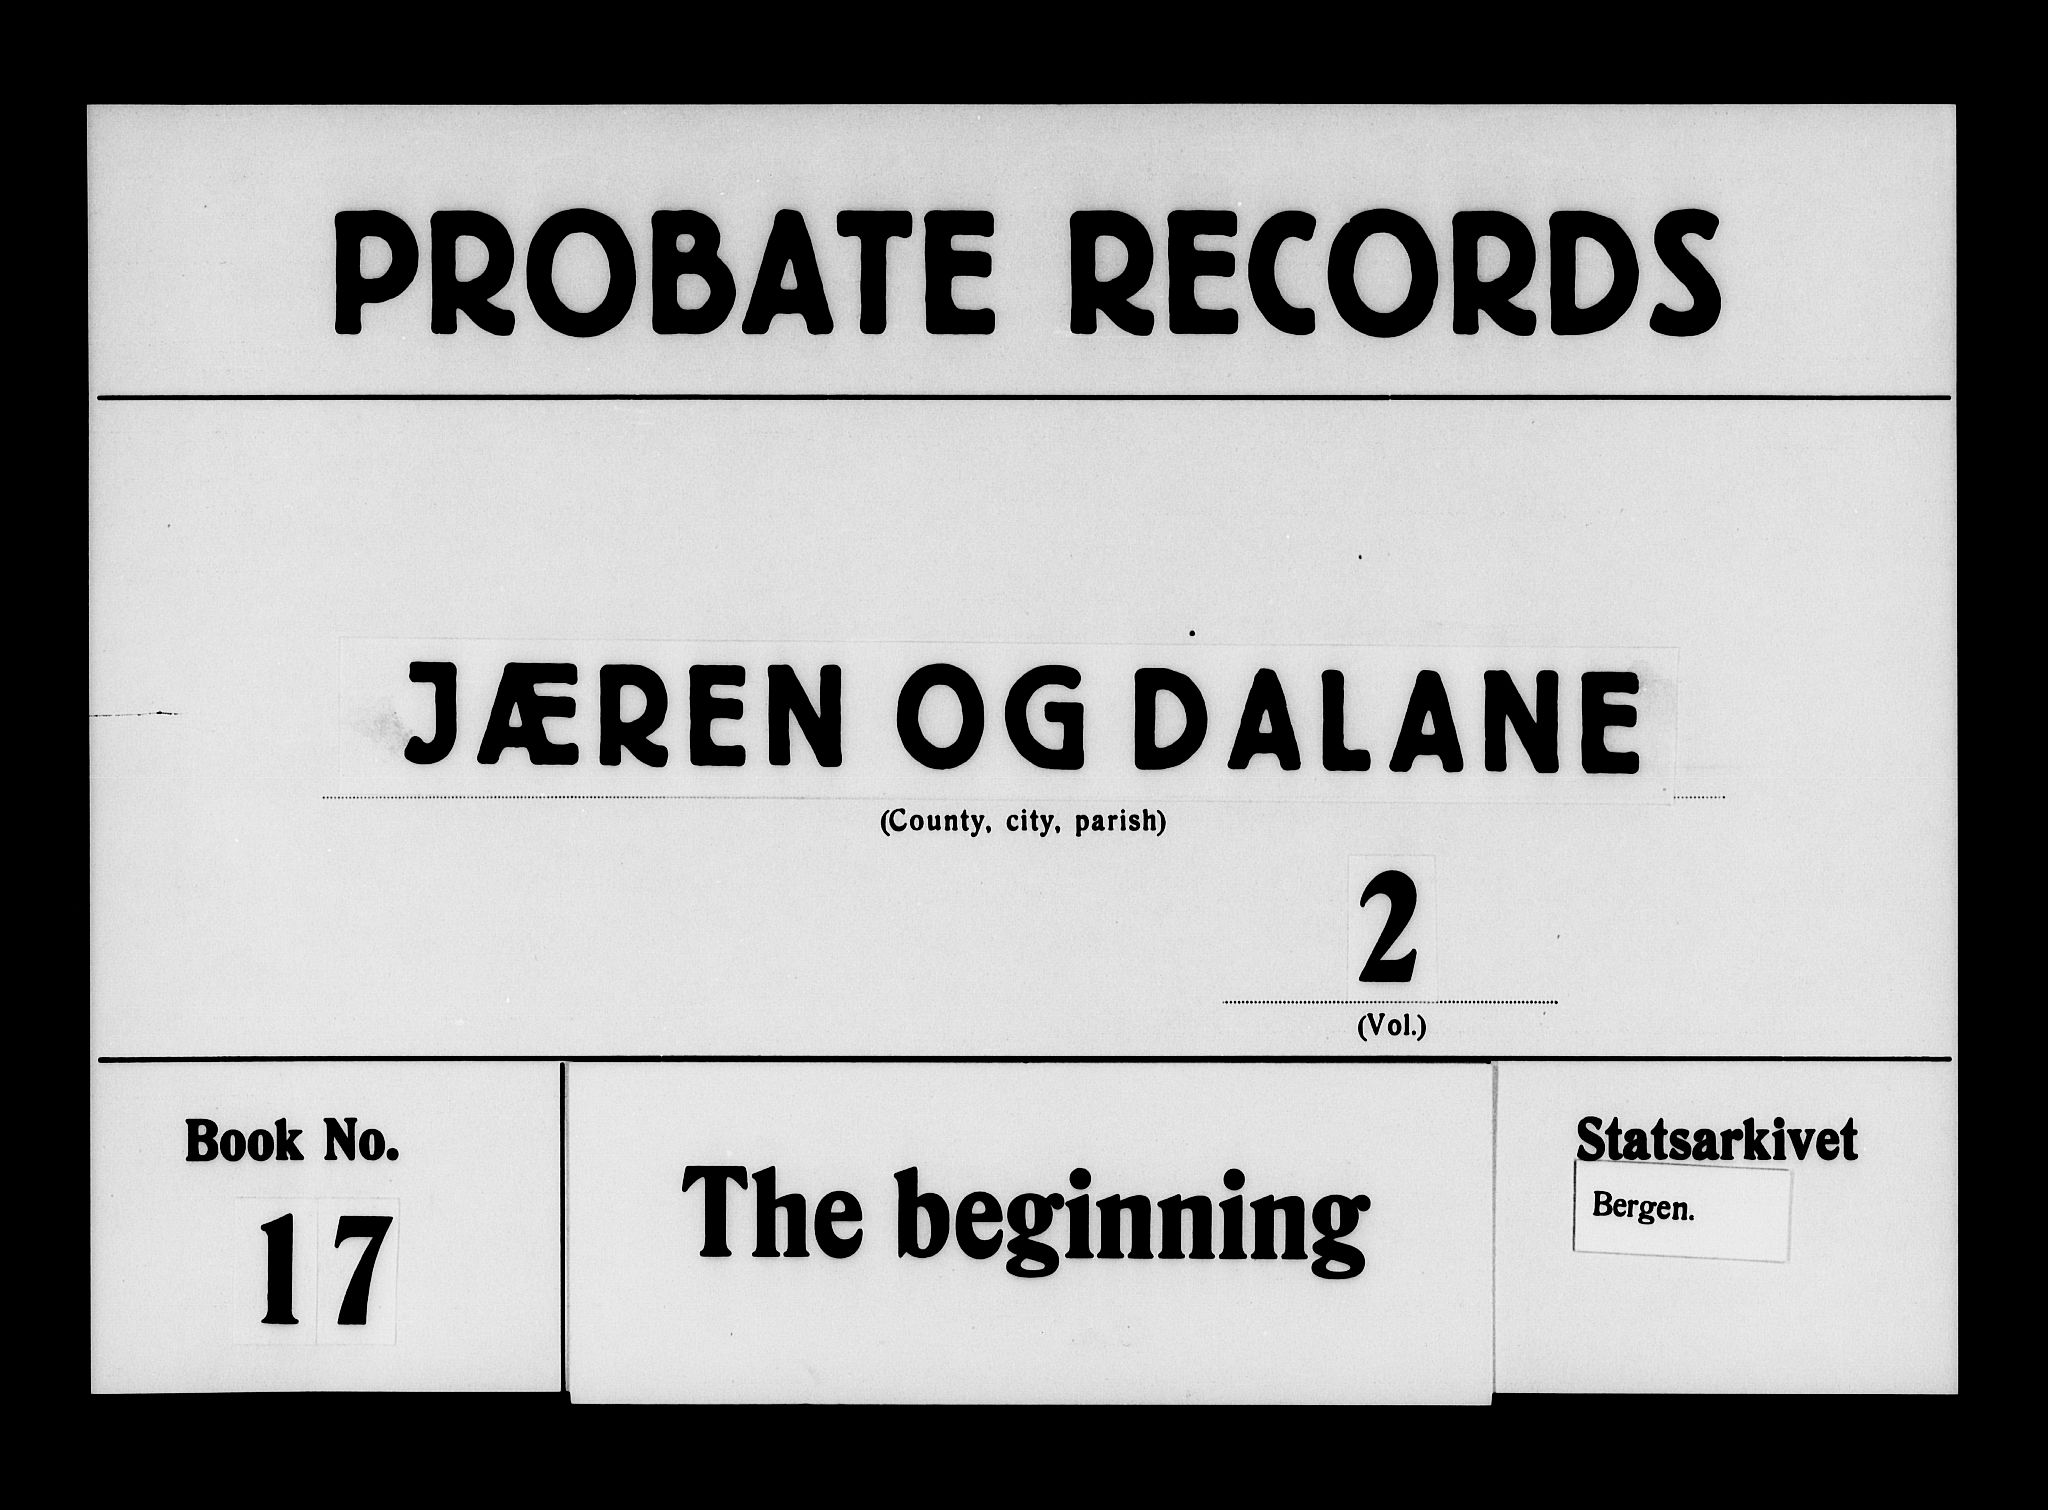 PROBATE RECORDS
JÆREN OG DALANE
(County, city, parish)
2
(Vol.)
Book No.
17
The beginning
Statsarkivet
Bergen.